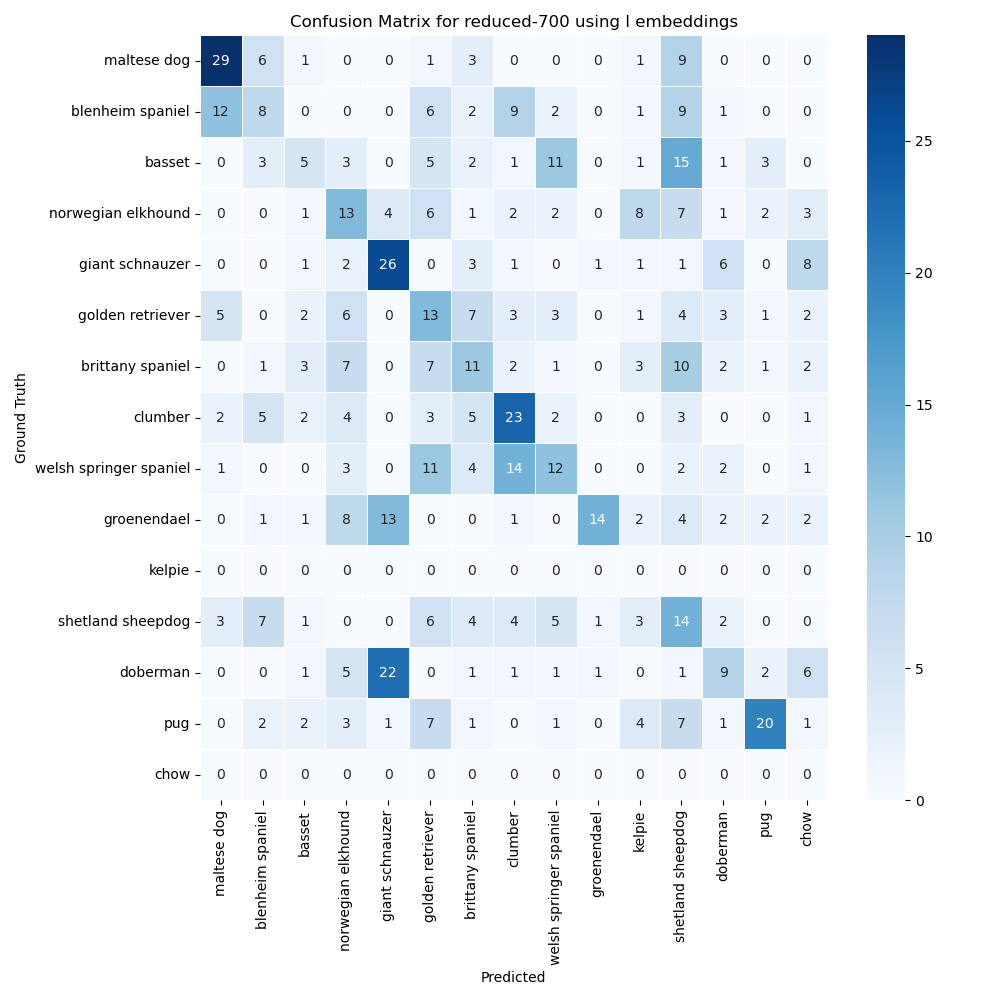 Confusion Matrix for reduced-700 using l embeddings
maltese dog 29 6 1 0 0 1 3 0 0 0 1 9 0 0 0
blenheim spaniel 12 8 0 0 0 6 2 9 2 0 1 9 1 0 0
basset 0 3 5 3 0 5 2 1 11 0 1 15 1 3 0
norwegian elkhound 0 0 1 13 4 6 1 2 2 0 8 7 1 2 3
giant schnauzer 0 0 1 2 26 0 3 1 0 1 1 1 6 0 8
golden retriever 5 0 2 6 0 13 7 3 3 0 1 4 3 1 2
brittany spaniel 0 1 3 7 0 7 11 2 1 0 3 10 2 1 2
clumber 2 5 2 4 0 3 5 23 2 0 0 3 0 0 1
welsh springer spaniel 1 0 0 3 0 11 4 14 12 0 0 2 2 0 1
groenendael 0 1 1 8 13 0 0 1 0 14 2 4 2 2 2
kelpie 0 0 0 0 0 0 0 0 0 0 0 0 0 0 0
shetland sheepdog 3 7 1 0 0 6 4 4 5 1 3 14 2 0 0
doberman 0 0 1 5 22 0 1 1 1 1 0 1 9 2 6
pug 0 2 2 3 1 7 1 0 1 0 4 7 1 20 1
chow 0 0 0 0 0 0 0 0 0 0 0 0 0 0 0
Ground Truth
maltese dog
blenheim spaniel
basset
norwegian elkhound
giant schnauzer
golden retriever
brittany spaniel
clumber
welsh springer spaniel
groenendael
kelpie
shetland sheepdog
doberman
pug
chow
Predicted
25
20
15
10
5
0